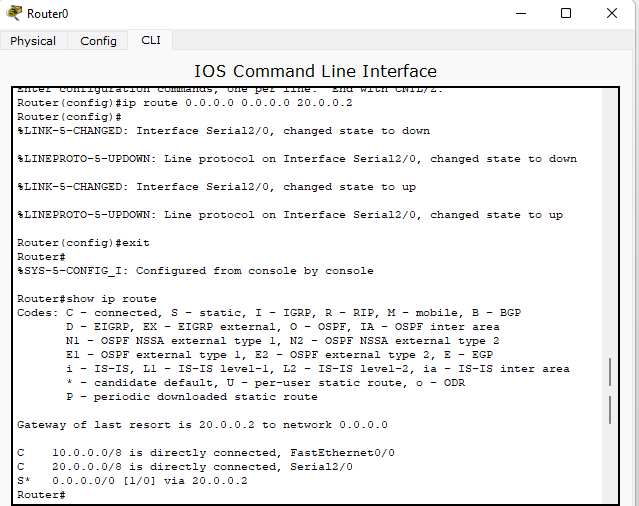 Router0
Physical Config CLI
IOS Command Line Interface
Enter configuration commands, one per line. End with CNTL/Z.
Router(config)#ip route 0.0.0.0 0.0.0.0 20.0.0.2
Router(config)#
%LINK-5-CHANGED: Interface Serial2/0, changed state to down
%LINEPROTO-5-UPDOWN: Line protocol on Interface Serial2/0, changed state to down
%LINK-5-CHANGED: Interface Serial2/0, changed state to up
%LINEPROTO-5-UPDOWN: Line protocol on Interface Serial2/0, changed state to up
Router(config)#exit
Router#
%SYS-5-CONFIG_I: Configured from console by console
Router#show ip route
Codes: C - connected, S - static, I - IGRP, R - RIP, M - mobile, B - BGP
D - EIGRP, EX - EIGRP external, O - OSPF, IA - OSPF inter area
N1 - OSPF NSSA external type 1, N2 - OSPF NSSA external type 2
E1 - OSPF external type 1, E2 - OSPF external type 2, E - EGP
i - IS-IS, L1 - IS-IS level-1, L2 - IS-IS level-2, ia - IS-IS inter area
* - candidate default, U - per-user static route, o - ODR
P - periodic downloaded static route
Gateway of last resort is 20.0.0.2 to network 0.0.0.0
C 10.0.0.0/8 is directly connected, FastEthernet0/0
C 20.0.0.0/8 is directly connected, Serial2/0
S* 0.0.0.0/0 [1/0] via 20.0.0.2
Router#